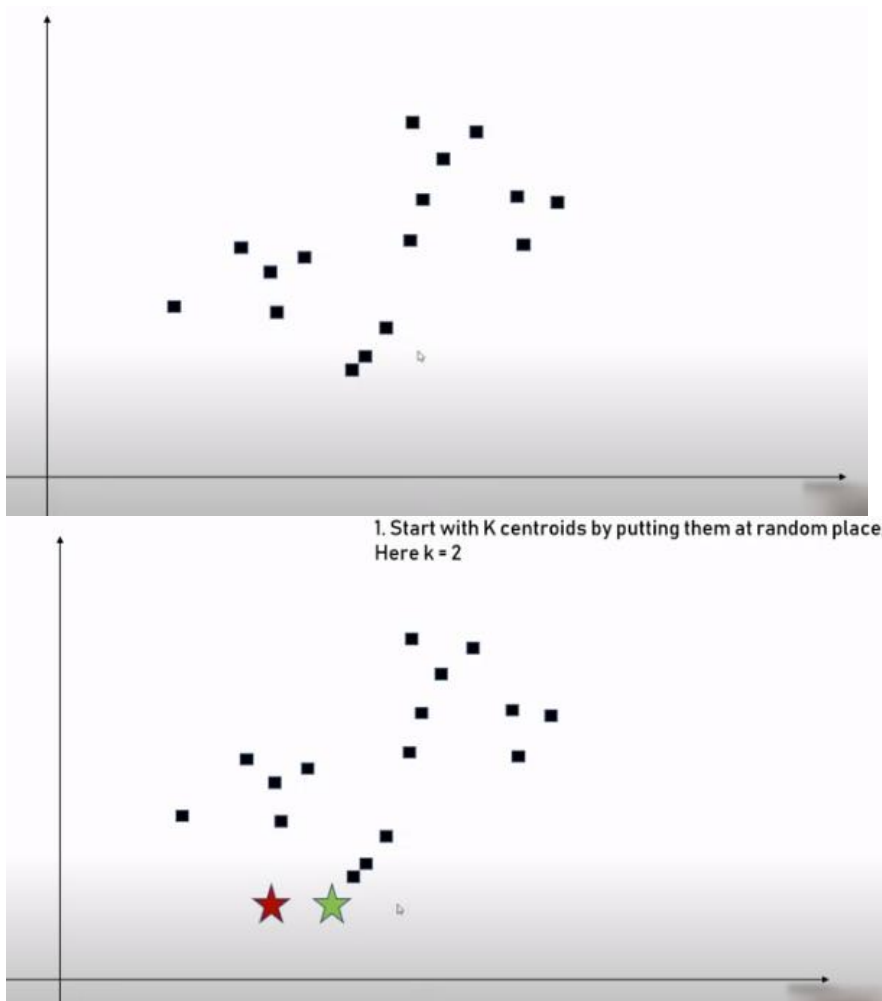 1. Start with K centroids by putting them at random place
Here k = 2